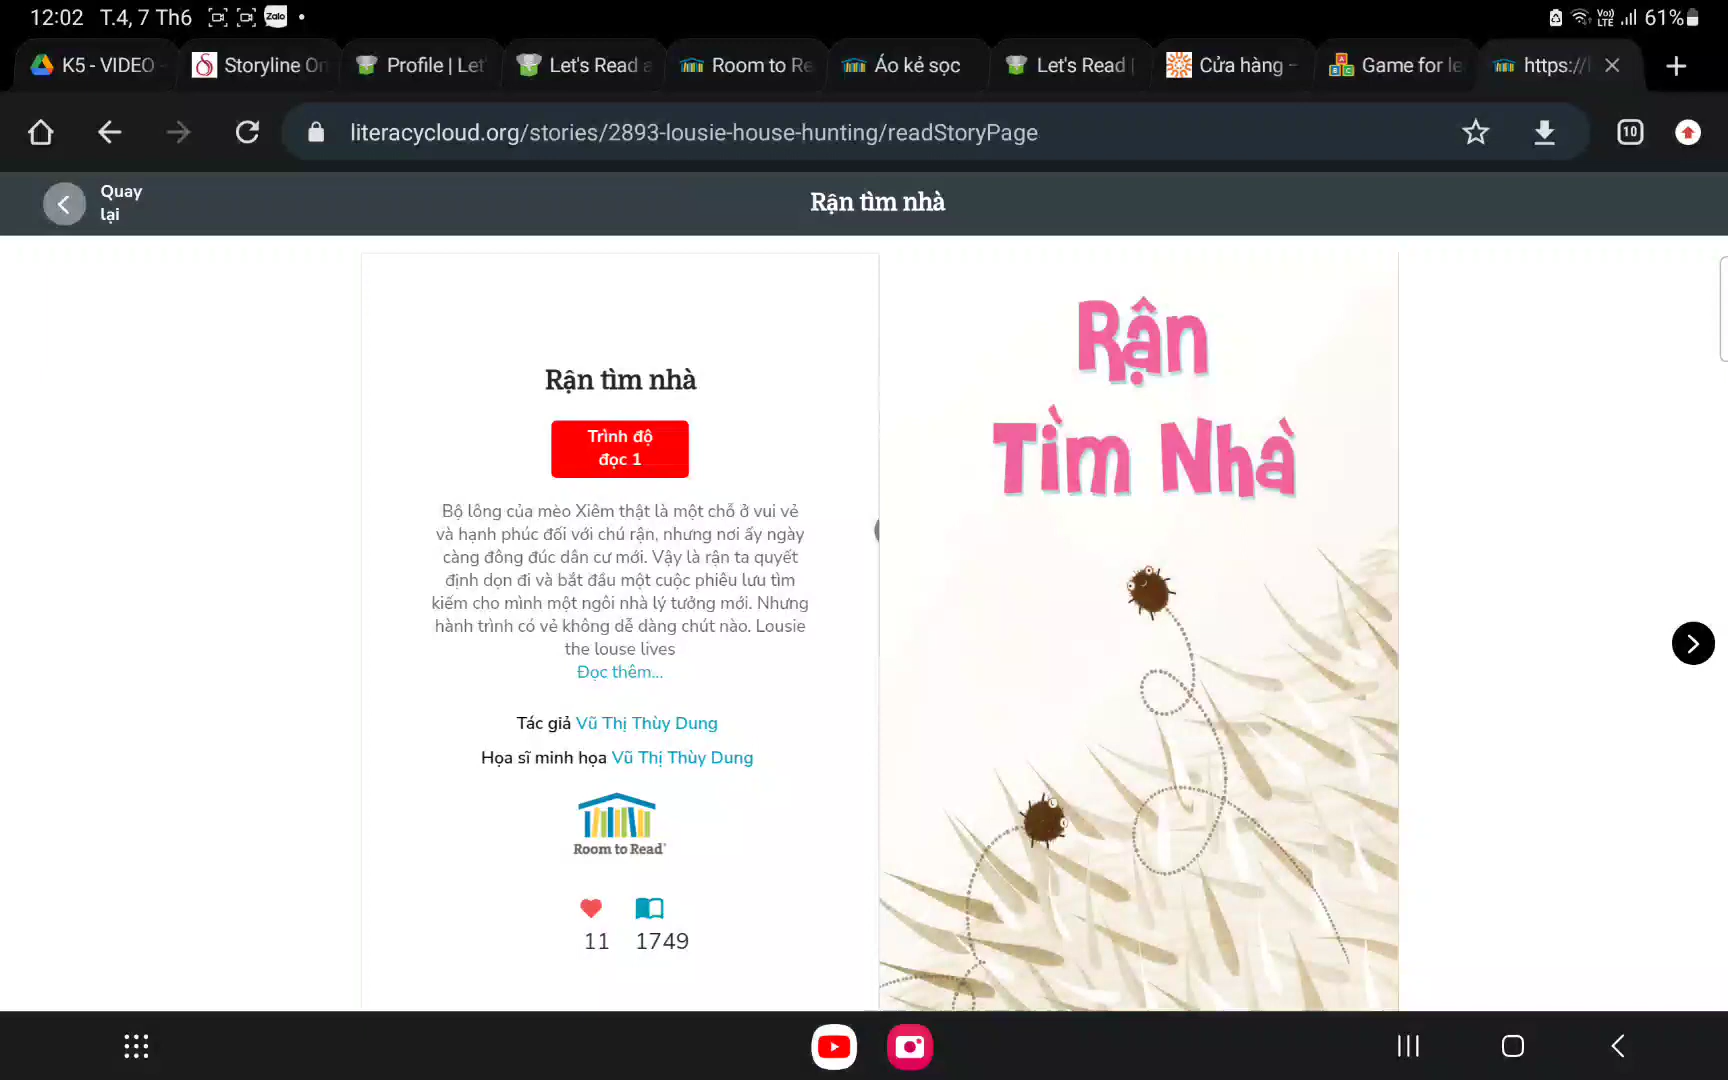 12:02 T.4, 7 Th6 Zalo Vo)) LTE 61%
K5 - VIDEO Storyline On Profile | Let' Let's Read a Room to Re Áo kẻ sọc Let's Read | Cửa hàng - Game for le https://l
literacycloud.org/stories/2893-lousie-house-hunting/readStoryPage 10
Quay
lại
Rận tìm nhà
Rận tìm nhà
Trình độ
đọc 1
Bộ lông của mèo Xiêm thật là một chỗ ở vui vẻ
và hạnh phúc đối với chú rận, nhưng nơi ấy ngày
càng đông đúc dân cư mới. Vậy là rận ta quyết
định dọn đi và bắt đầu một cuộc phiêu lưu tìm
kiếm cho mình một ngôi nhà lý tưởng mới. Nhưng
hành trình có vẻ không dễ dàng chút nào. Lousie
the louse lives
Đọc thêm...
Tác giả Vũ Thị Thùy Dung
Họa sĩ minh họa Vũ Thị Thùy Dung
Room to Read
11 1749
Rận
Tìm Nhà